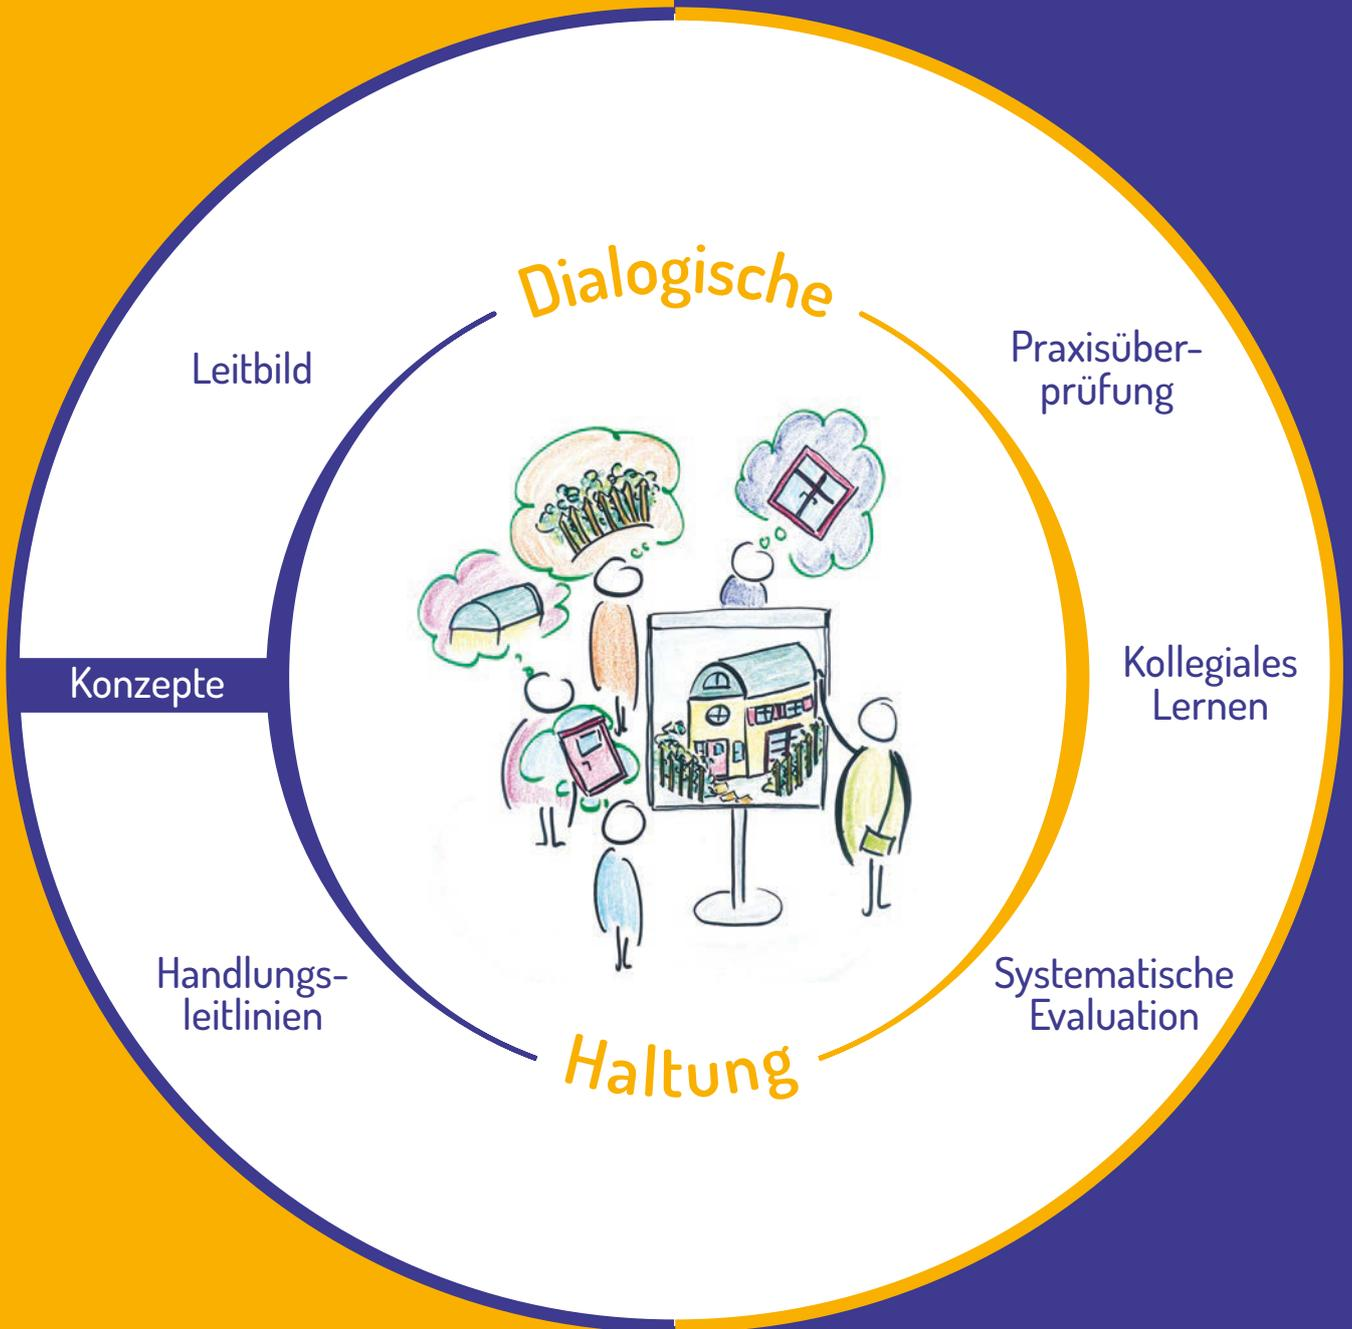 Dialogische
Leitbild
Praxisüber-
prüfung
Konzepte
Kollegiales
Lernen
Handlungs-
leitlinien
Systematische
Evaluation
Haltung